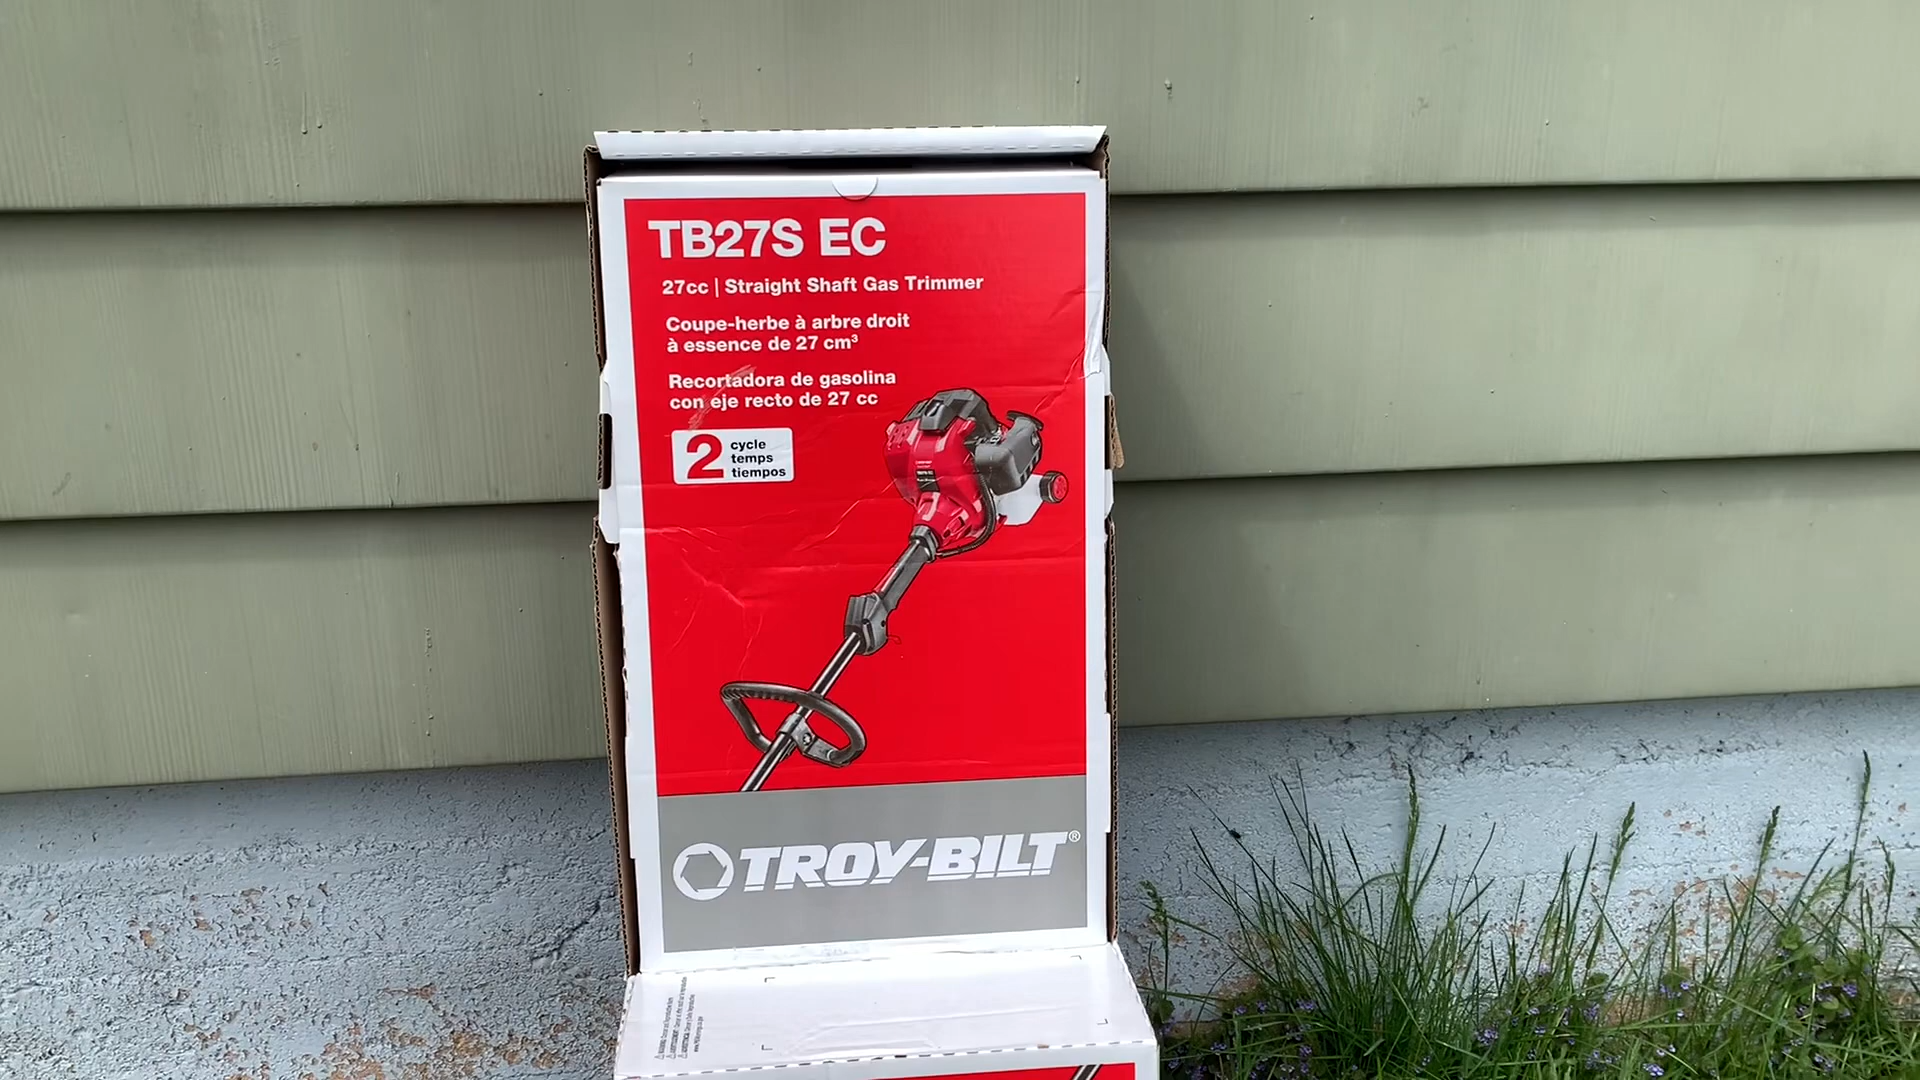 TB27S EC
27cc | Straight Shaft Gas Trimmer
Coupe-herbe à arbre droit
à essence de 27 cm³
Recortadora de gasolina
con eje recto de 27 cc
2 cycle
temps
tiempos
TROY-BILT®